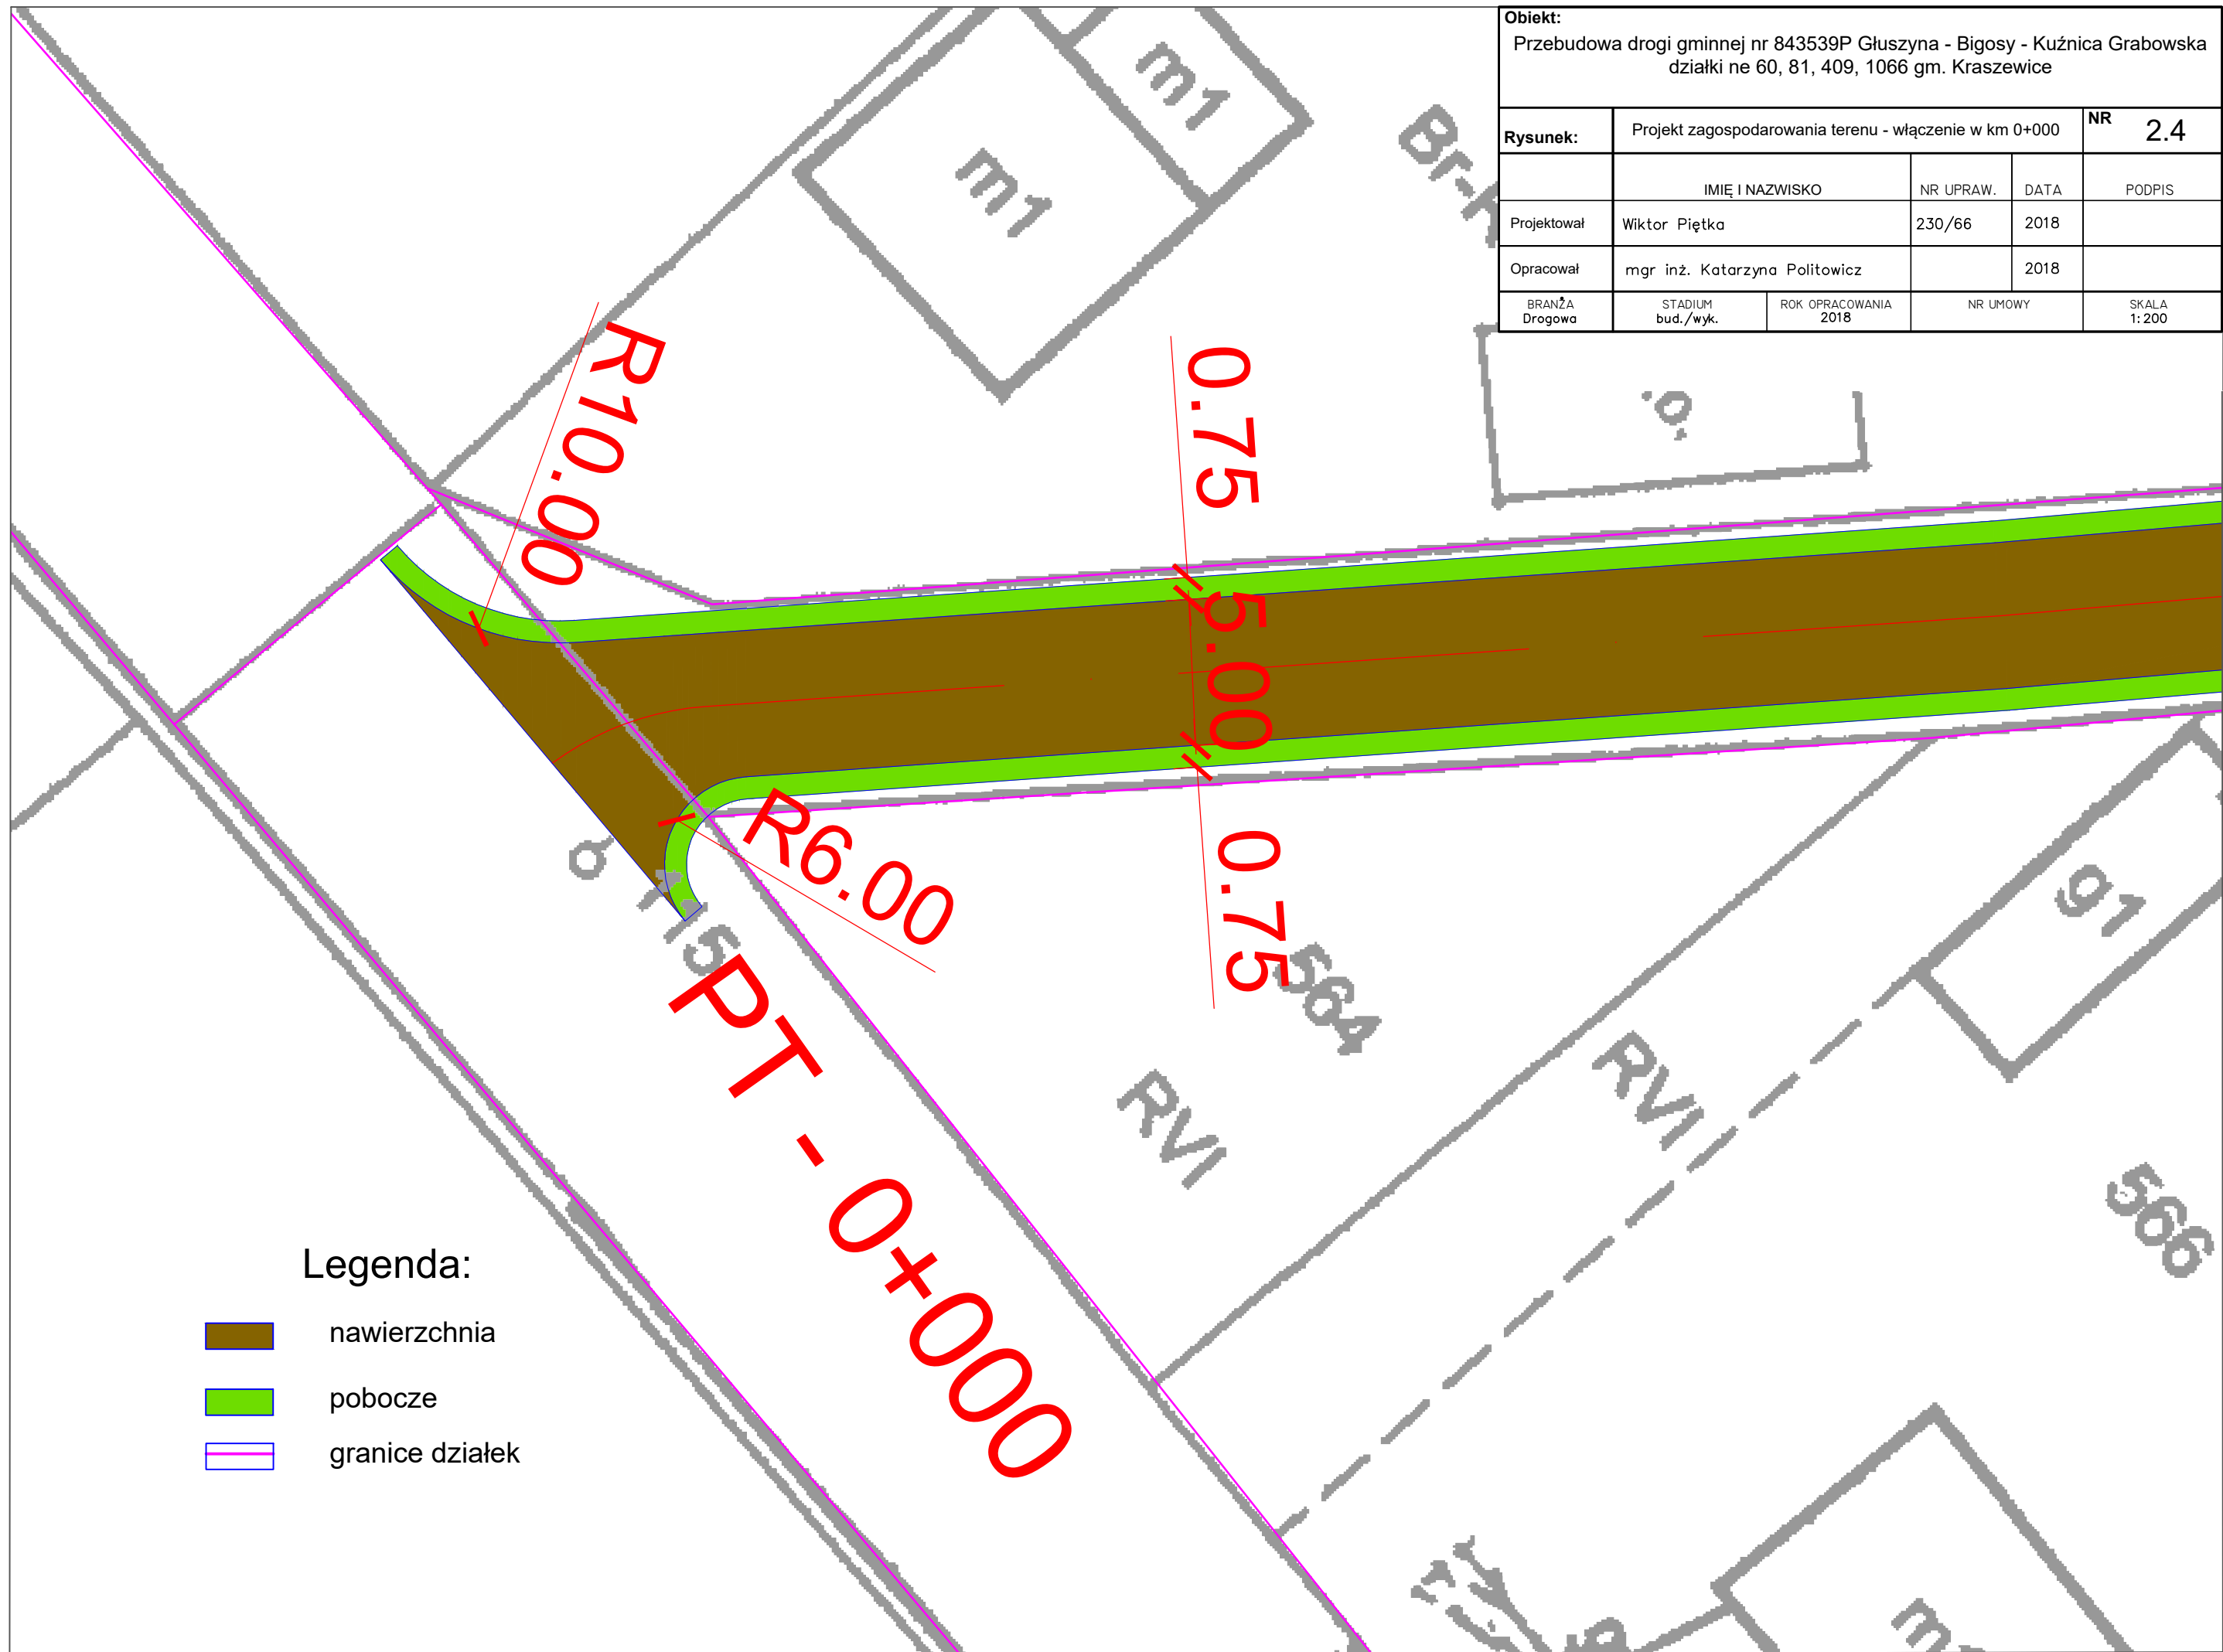 Obiekt:
Przebudowa drogi gminnej nr 843539P Głuszyna - Bigosy - Kuźnica Grabowska
działki ne 60, 81, 409, 1066 gm. Kraszewice
Rysunek:
Projekt zagospodarowania terenu - włączenie w km 0+000
NR 2.4
IMIĘ I NAZWISKO
NR UPRAW.
DATA
PODPIS
Projektował
Wiktor Piętka
230/66
2018
Opracował
mgr inż. Katarzyna Politowicz
2018
BRANŻA
Drogowa
STADIUM
bud./wyk.
ROK OPRACOWANIA
2018
NR UMOWY
SKALA
1:200
m1
m1
R10.00
0.75
5.00
0.75
R6.00
PT - 0+000
564
RVI
RVI
g1
566
Legenda:
nawierzchnia
pobocze
granice działek